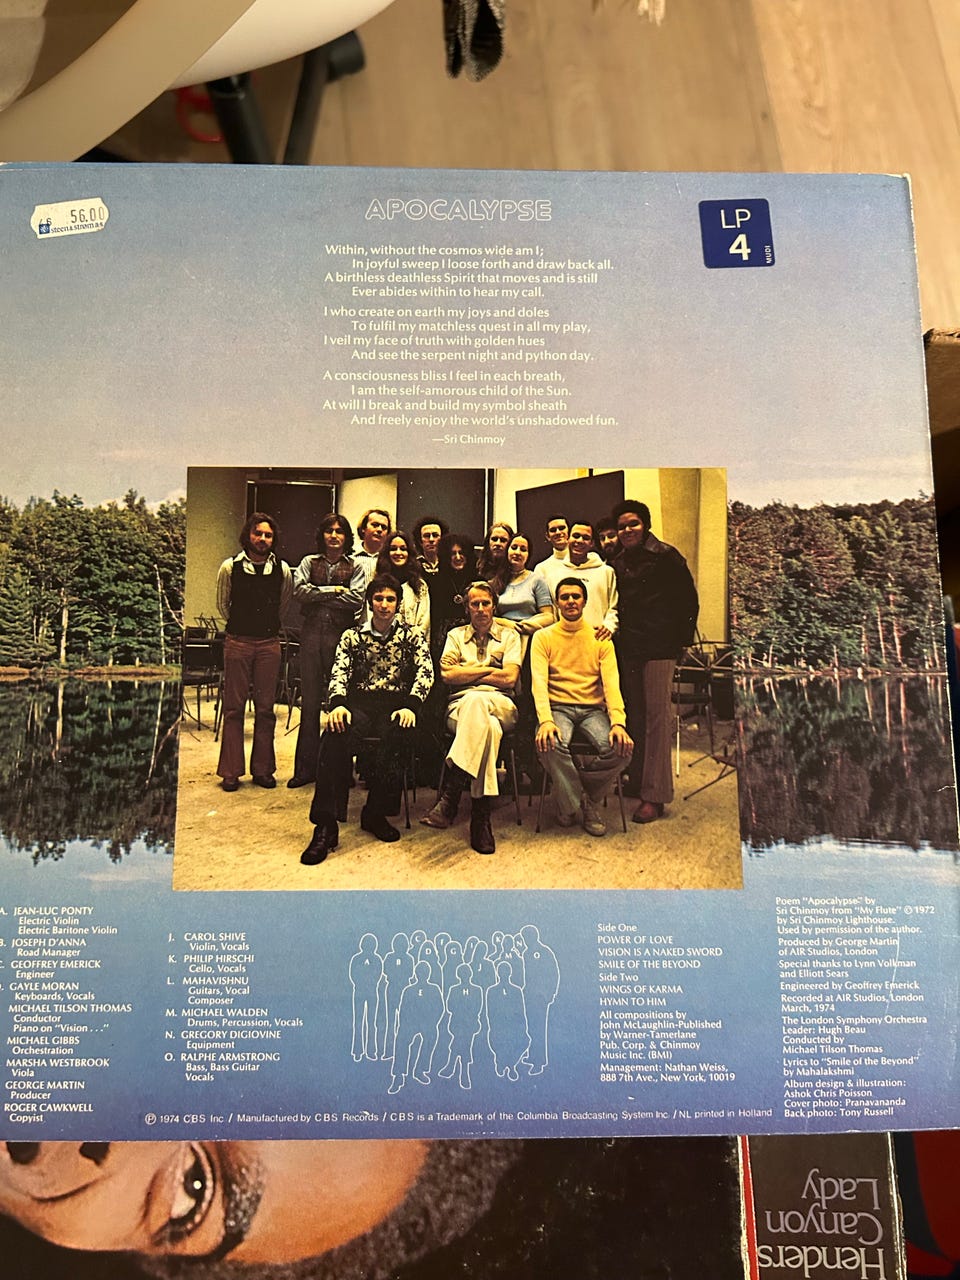 56.00
steen & strøm a.s
APOCALYPSE
LP
4
MUDI
Within, without the cosmos wide am I;
In joyful sweep I loose forth and draw back all.
A birthless deathless Spirit that moves and is still
Ever abides within to hear my call.
I who create on earth my joys and doles
To fulfil my matchless quest in all my play,
I veil my face of truth with golden hues
And see the serpent night and python day.
A consciousness bliss I feel in each breath,
I am the self-amorous child of the Sun.
At will I break and build my symbol sheath
And freely enjoy the world's unshadowed fun.
—Sri Chinmoy
A. JEAN-LUC PONTY
Electric Violin
Electric Baritone Violin
B. JOSEPH D'ANNA
Road Manager
C. GEOFFREY EMERICK
Engineer
GAYLE MORAN
Keyboards, Vocals
MICHAEL TILSON THOMAS
Conductor
Piano on "Vision . . ."
MICHAEL GIBBS
Orchestration
MARSHA WESTBROOK
Viola
GEORGE MARTIN
Producer
ROGER CAWKWELL
Copyist
J. CAROL SHIVE
Violin, Vocals
K. PHILIP HIRSCHI
Cello, Vocals
L. MAHAVISHNU
Guitars, Vocal
Composer
M. MICHAEL WALDEN
Drums, Percussion, Vocals
N. GREGORY DIGIOVINE
Equipment
O. RALPHE ARMSTRONG
Bass, Bass Guitar
Vocals
A B C D F G I J K M N O
E H L
Side One
POWER OF LOVE
VISION IS A NAKED SWORD
SMILE OF THE BEYOND
Side Two
WINGS OF KARMA
HYMN TO HIM
All compositions by
John McLaughlin-Published
by Warner-Tamerlane
Pub. Corp. & Chinmoy
Music Inc. (BMI)
Management: Nathan Weiss,
888 7th Ave., New York, 10019
Poem "Apocalypse" by
Sri Chinmoy from "My Flute" © 1972
by Sri Chinmoy Lighthouse.
Used by permission of the author.
Produced by George Martin
of AIR Studios, London
Special thanks to Lynn Volkman
and Elliott Sears
Engineered by Geoffrey Emerick
Recorded at AIR Studios, London
March, 1974
The London Symphony Orchestra
Leader: Hugh Beau
Conducted by
Michael Tilson Thomas
Lyrics to "Smile of the Beyond"
by Mahalakshmi
Album design & illustration:
Ashok Chris Poisson
Cover photo: Pranavananda
Back photo: Tony Russell
℗ 1974 CBS Inc / Manufactured by CBS Records / CBS is a Trademark of the Columbia Broadcasting System Inc. / NL printed in Holland
Henders
Canyon
Lady